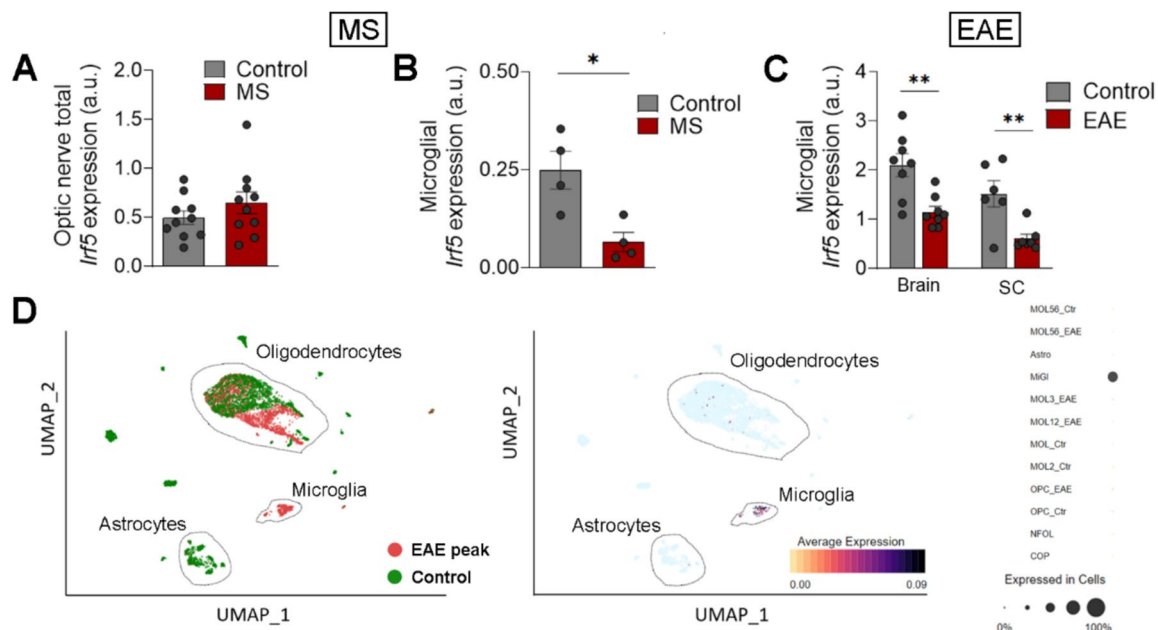 MS
EAE
A
Optic nerve total
Irf5 expression (a.u.)
2.0
1.5
1.0
0.5
0.0
Control
MS
B
Microglial
Irf5 expression (a.u.)
0.50
0.25
0.00
*
Control
MS
C
Microglial
Irf5 expression (a.u.)
4
3
2
1
0
**
**
Control
EAE
Brain
SC
D
UMAP_2
Oligodendrocytes
Microglia
Astrocytes
EAE peak
Control
UMAP_1
UMAP_2
Oligodendrocytes
Microglia
Astrocytes
Average Expression
0.00
0.09
UMAP_1
MOL56_Ctr
MOL56_EAE
Astro
MiGl
MOL3_EAE
MOL12_EAE
MOL_Ctr
MOL2_Ctr
OPC_EAE
OPC_Ctr
NFOL
COP
Expressed in Cells
0%
100%